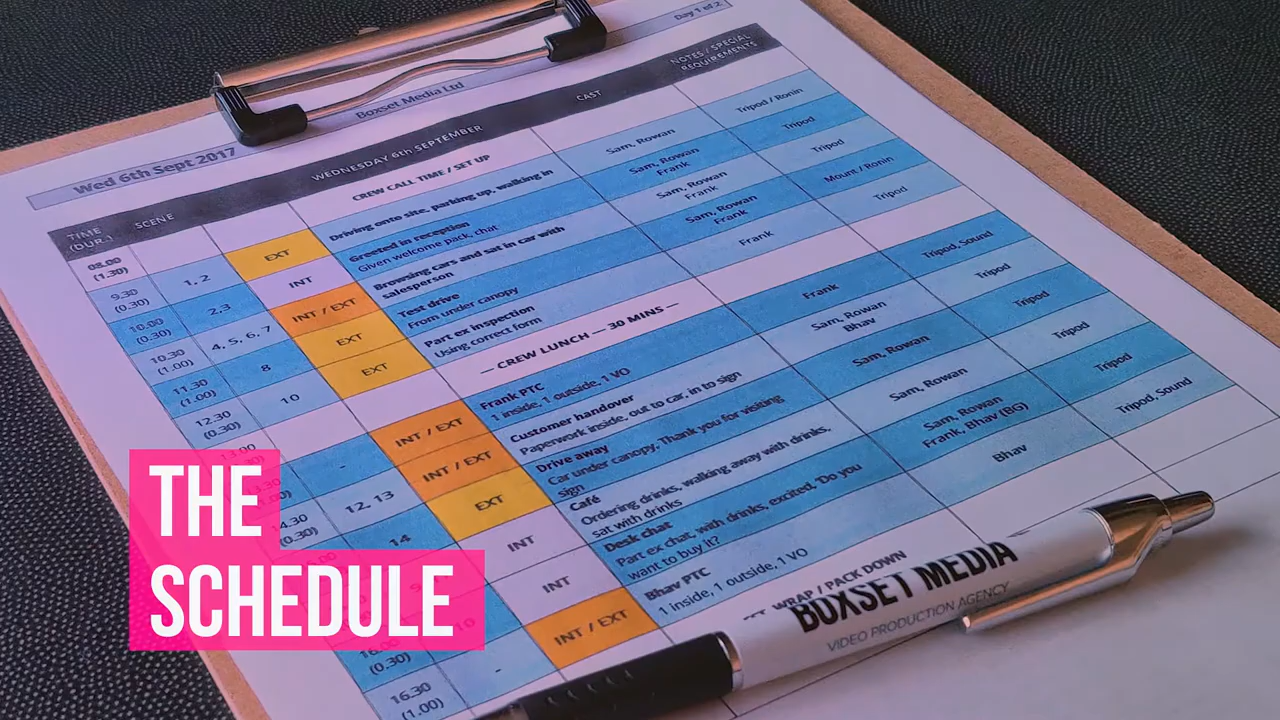 Day 1 of 2
Boxset Media Ltd
Wed 6th Sept 2017
TIME
(DUR.)
SCENE
WEDNESDAY 6th SEPTEMBER
CAST
NOTES / SPECIAL
REQUIREMENTS
08.00
(1.30)
CREW CALL TIME / SET UP
9.30
(0.30)
1, 2
EXT
Driving onto site, parking up, walking in
Sam, Rowan
Tripod / Ronin
10.00
(0.30)
2,3
INT
Greeted in reception
Given welcome pack, chat
Sam, Rowan
Frank
Tripod
10.30
(1.00)
4, 5, 6, 7
INT / EXT
Browsing cars and sat in car with
salesperson
Sam, Rowan
Frank
Tripod
11.30
(1.00)
8
EXT
Test drive
From under canopy
Sam, Rowan
Frank
Mount / Ronin
12.30
(0.30)
10
EXT
Part ex inspection
Using correct form
Frank
Tripod
13.00
— CREW LUNCH — 30 MINS —
-
INT / EXT
Frank PTC
1 inside, 1 outside, 1 VO
Frank
Tripod, Sound
14.30
(0.30)
12, 13
INT / EXT
Customer handover
Paperwork inside, out to car, in to sign
Sam, Rowan
Bhav
Tripod
14
EXT
Drive away
Car under canopy, Thank you for visiting
sign
Sam, Rowan
Tripod
INT
Café
Ordering drinks, walking away with drinks,
sat with drinks
Sam, Rowan
Tripod
INT
Desk chat
Part ex chat, with drinks, excited, 'Do you
want to buy it?
Sam, Rowan
Frank, Bhav (BG)
Tripod
(0.30)
-
INT / EXT
Bhav PTC
1 inside, 1 outside, 1 VO
Bhav
Tripod, Sound
16.30
(1.00)
WRAP / PACK DOWN
BOXSET MEDIA
VIDEO PRODUCTION AGENCY
THE
SCHEDULE